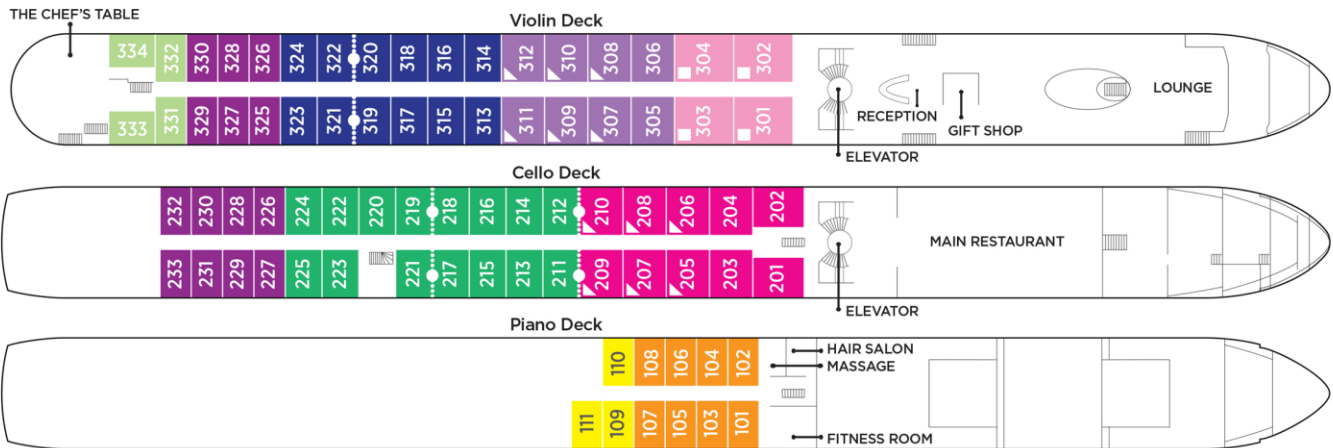 THE CHEF'S TABLE
Violin Deck
334 332 330 328 326 324 322 320 318 316 314 312 310 308 306 304 302
333 331 329 327 325 323 321 319 317 315 313 311 309 307 305 303 301
RECEPTION
GIFT SHOP
LOUNGE
ELEVATOR
Cello Deck
232 230 228 226 224 222 220 219 218 216 214 212 210 208 206 204 202
233 231 229 227 225 223 221 217 215 213 211 209 207 205 203 201
MAIN RESTAURANT
ELEVATOR
Piano Deck
110 108 106 104 102
111 109 107 105 103 101
HAIR SALON
MASSAGE
FITNESS ROOM